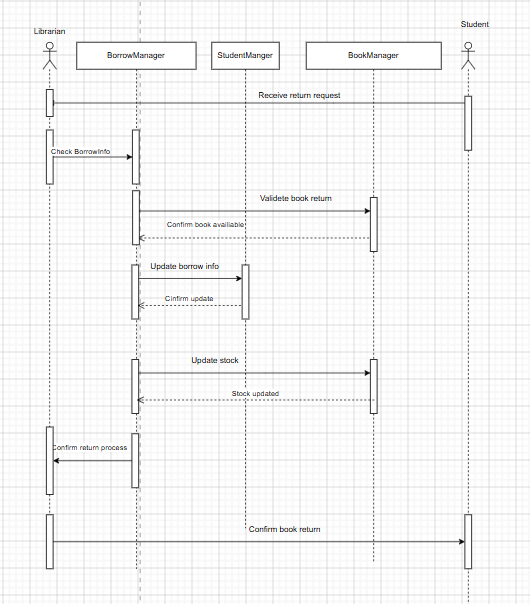 Student
Librarian
BorrowManager
StudentManger
BookManager
Receive return request
Check BorrowInfo
Validete book return
Confirm book availiable
Update borrow info
Cinfirm update
Update stock
Stock updated
Confirm return process
Confirm book return